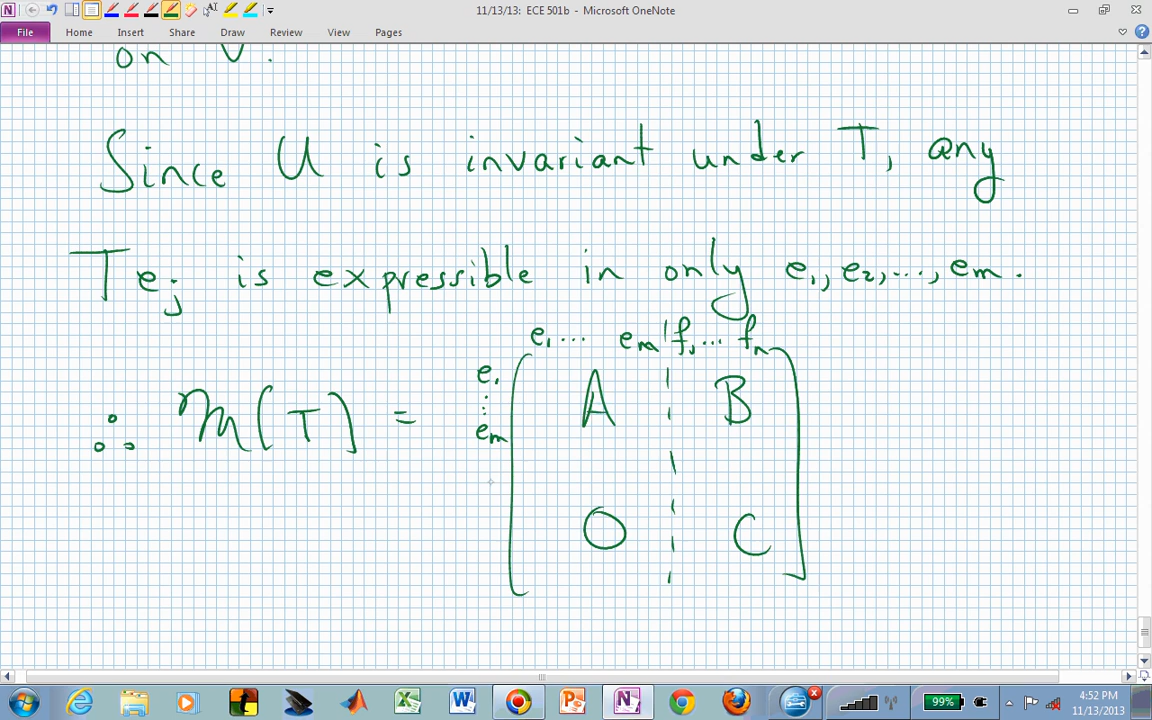 11/13/13: ECE 501b - Microsoft OneNote
File Home Insert Share Draw Review View Pages
on V.
Since U is invariant under T, any
Tej is expressible in only e1, e2, ..., em.
e1 ... em f1 ... fn
e1
∴ M(T) = A B
⋮
em
O C
99%
4:52 PM
11/13/2013